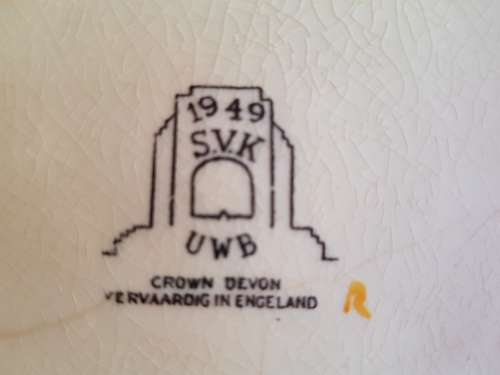 1949
S.V.K
UWB
CROWN DEVON
VERVAARDIG IN ENGELAND
R